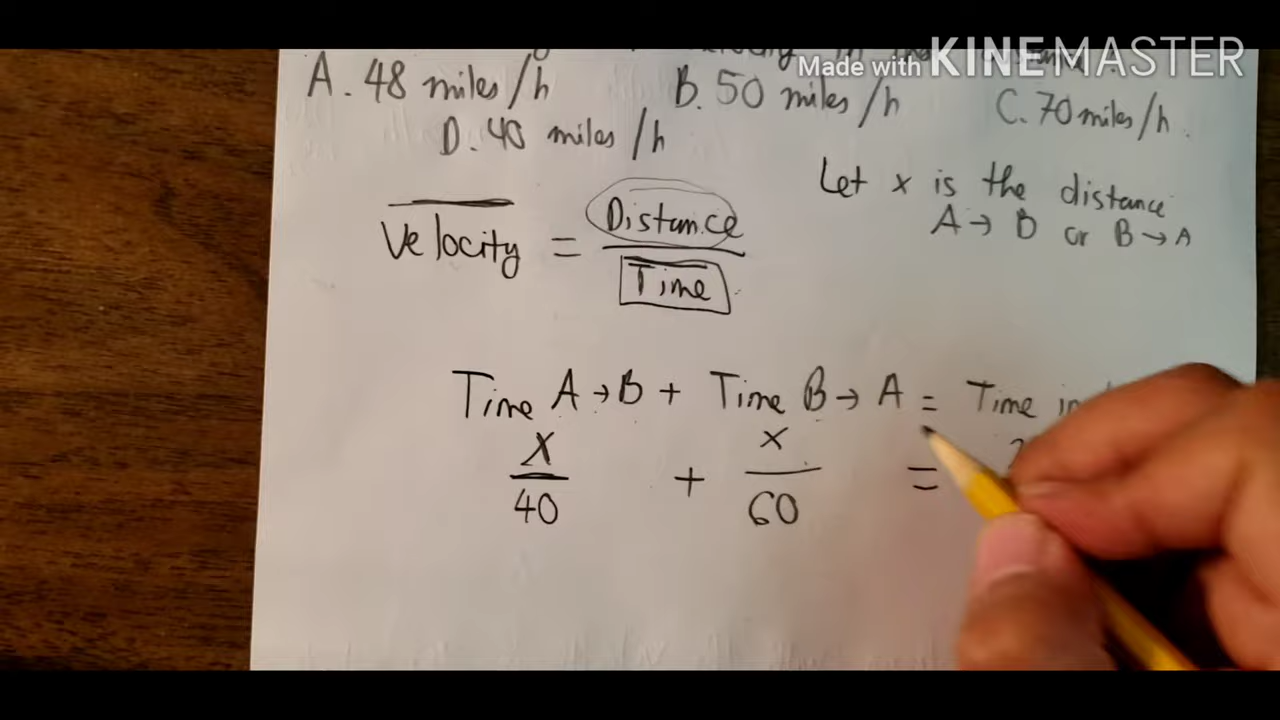 Made with KINEMASTER
A. 48 miles/h B. 50 miles/h C. 70 miles/h.
D. 40 miles/h
Let x is the distance
A → B or B → A
Velocity = Distance
Time
Time A → B + Time B → A = Time in
x + x =
40 60